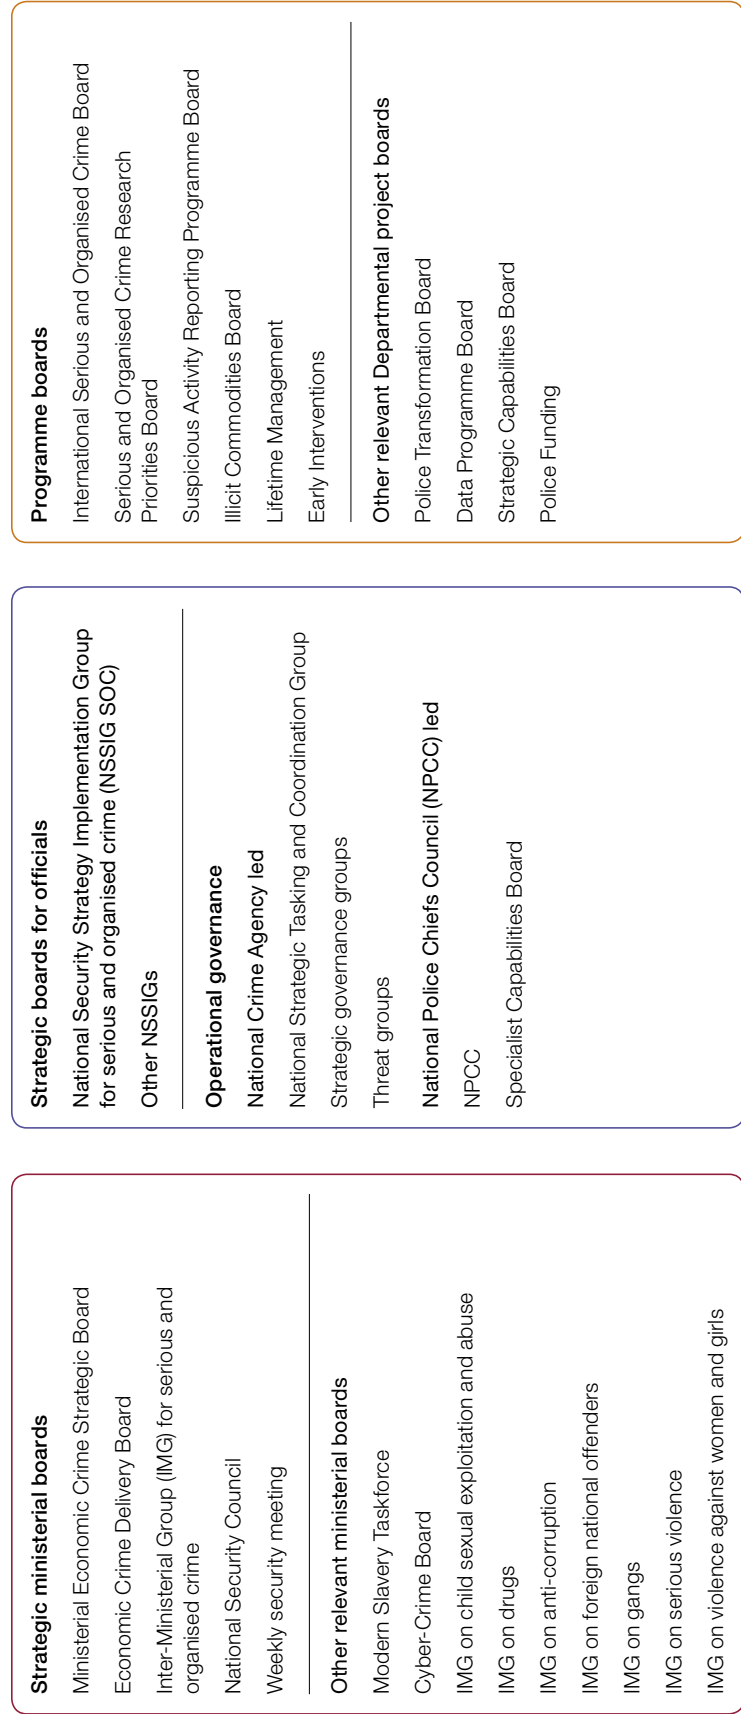 Strategic ministerial boards
Ministerial Economic Crime Strategic Board
Economic Crime Delivery Board
Inter-Ministerial Group (IMG) for serious and
organised crime
National Security Council
Weekly security meeting
Other relevant ministerial boards
Modern Slavery Taskforce
Cyber-Crime Board
IMG on child sexual exploitation and abuse
IMG on drugs
IMG on anti-corruption
IMG on foreign national offenders
IMG on gangs
IMG on serious violence
IMG on violence against women and girls
Strategic boards for officials
National Security Strategy Implementation Group
for serious and organised crime (NSSIG SOC)
Other NSSIGs
Operational governance
National Crime Agency led
National Strategic Tasking and Coordination Group
Strategic governance groups
Threat groups
National Police Chiefs Council (NPCC) led
NPCC
Specialist Capabilities Board
Programme boards
International Serious and Organised Crime Board
Serious and Organised Crime Research
Priorities Board
Suspicious Activity Reporting Programme Board
Illicit Commodities Board
Lifetime Management
Early Interventions
Other relevant Departmental project boards
Police Transformation Board
Data Programme Board
Strategic Capabilities Board
Police Funding